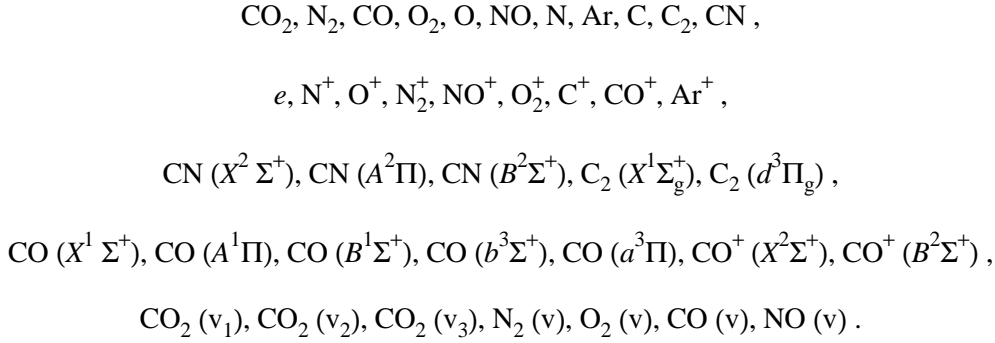 CO₂, N₂, CO, O₂, O, NO, N, Ar, C, C₂, CN ,
e, N⁺, O⁺, N₂⁺, NO⁺, O₂⁺, C⁺, CO⁺, Ar⁺ ,
CN (X² Σ⁺), CN (A²Π), CN (B²Σ⁺), C₂ (X¹Σg⁺), C₂ (d³Πg) ,
CO (X¹ Σ⁺), CO (A¹Π), CO (B¹Σ⁺), CO (b³Σ⁺), CO (a³Π), CO⁺ (X²Σ⁺), CO⁺ (B²Σ⁺) ,
CO₂ (v₁), CO₂ (v₂), CO₂ (v₃), N₂ (v), O₂ (v), CO (v), NO (v) .